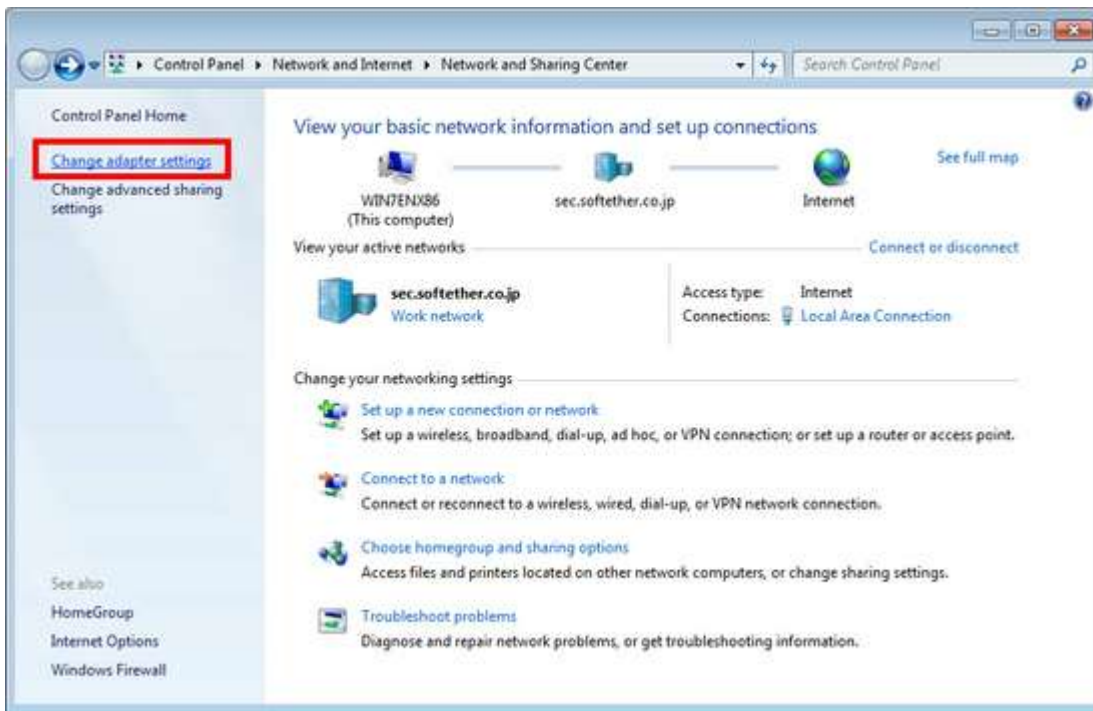 Control Panel ▸ Network and Internet ▸ Network and Sharing Center
Search Control Panel
Control Panel Home
Change adapter settings
Change advanced sharing
settings
See also
HomeGroup
Internet Options
Windows Firewall
View your basic network information and set up connections
See full map
WIN7ENX86
(This computer)
sec.softether.co.jp
Internet
View your active networks
Connect or disconnect
sec.softether.co.jp
Work network
Access type: Internet
Connections: Local Area Connection
Change your networking settings
Set up a new connection or network
Set up a wireless, broadband, dial-up, ad hoc, or VPN connection; or set up a router or access point.
Connect to a network
Connect or reconnect to a wireless, wired, dial-up, or VPN network connection.
Choose homegroup and sharing options
Access files and printers located on other network computers, or change sharing settings.
Troubleshoot problems
Diagnose and repair network problems, or get troubleshooting information.